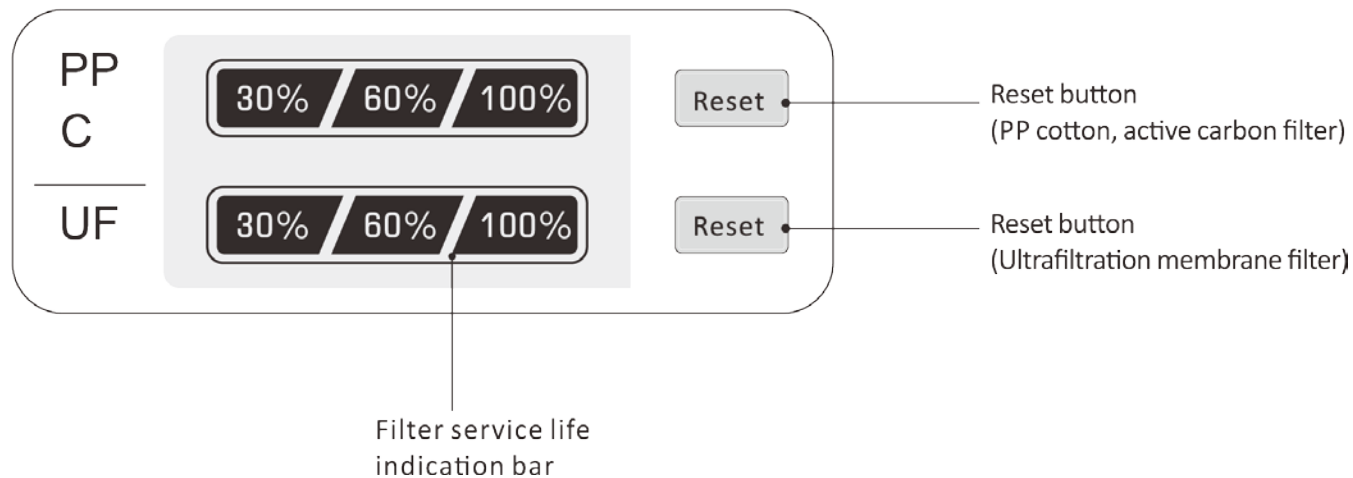 PP
C
30% 60% 100%
Reset
Reset button
(PP cotton, active carbon filter)
UF
30% 60% 100%
Reset
Reset button
(Ultrafiltration membrane filter)
Filter service life
indication bar